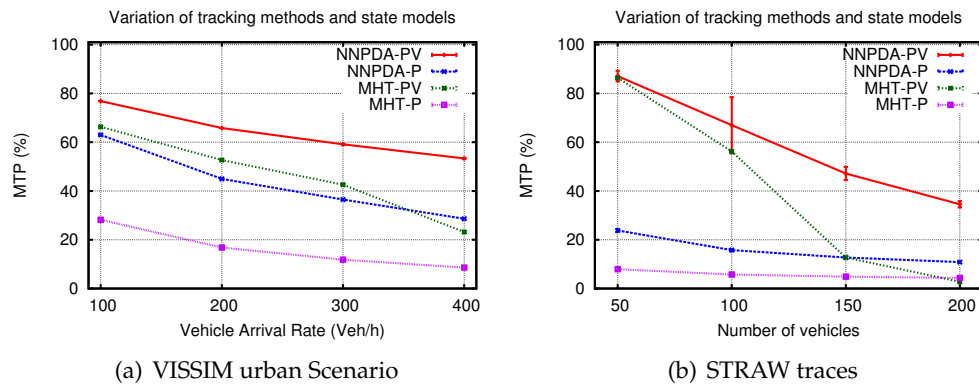 Variation of tracking methods and state models
100
80
60
40
20
0
MTP (%)
NNPDA-PV
NNPDA-P
MHT-PV
MHT-P
100 200 300 400
Vehicle Arrival Rate (Veh/h)
(a) VISSIM urban Scenario
Variation of tracking methods and state models
100
80
60
40
20
0
MTP (%)
NNPDA-PV
NNPDA-P
MHT-PV
MHT-P
50 100 150 200
Number of vehicles
(b) STRAW traces